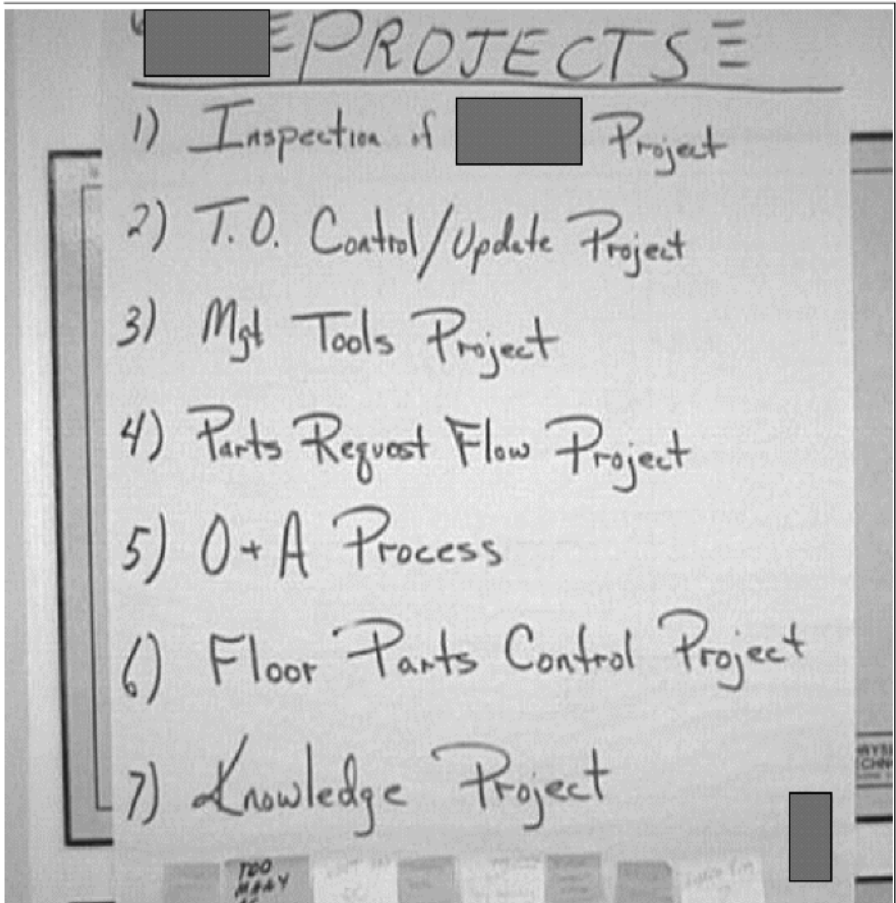 PROJECTS
1) Inspection of Project
2) T.O. Control/Update Project
3) Mgt Tools Project
4) Parts Request Flow Project
5) O + A Process
6) Floor Parts Control Project
7) Knowledge Project
TOO
MANY